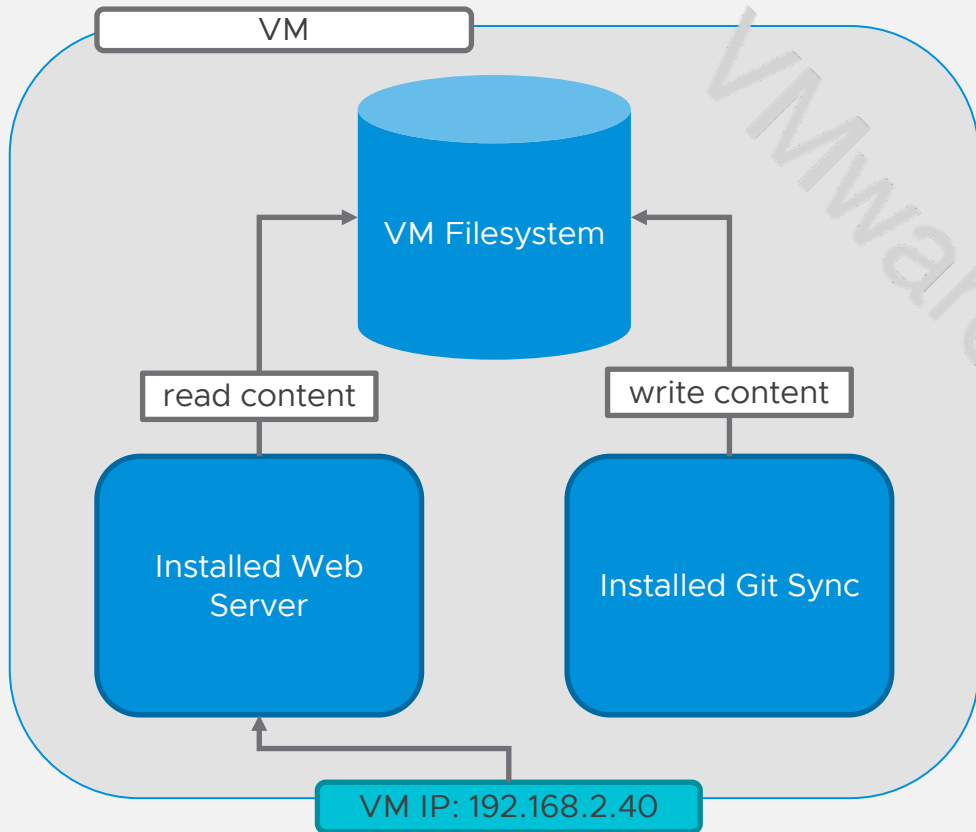 VM
VMware
VM Filesystem
read content
write content
Installed Web
Server
Installed Git Sync
VM IP: 192.168.2.40